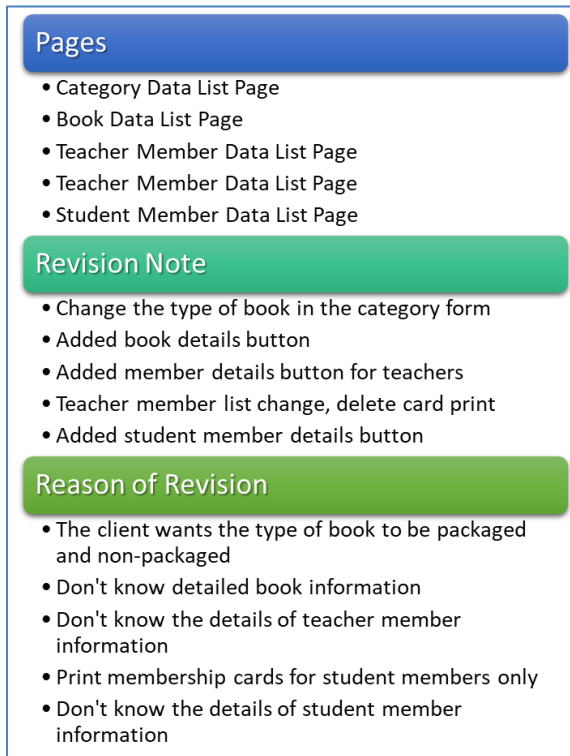 Pages
• Category Data List Page
• Book Data List Page
• Teacher Member Data List Page
• Teacher Member Data List Page
• Student Member Data List Page
Revision Note
• Change the type of book in the category form
• Added book details button
• Added member details button for teachers
• Teacher member list change, delete card print
• Added student member details button
Reason of Revision
• The client wants the type of book to be packaged
and non-packaged
• Don't know detailed book information
• Don't know the details of teacher member
information
• Print membership cards for student members only
• Don't know the details of student member
information